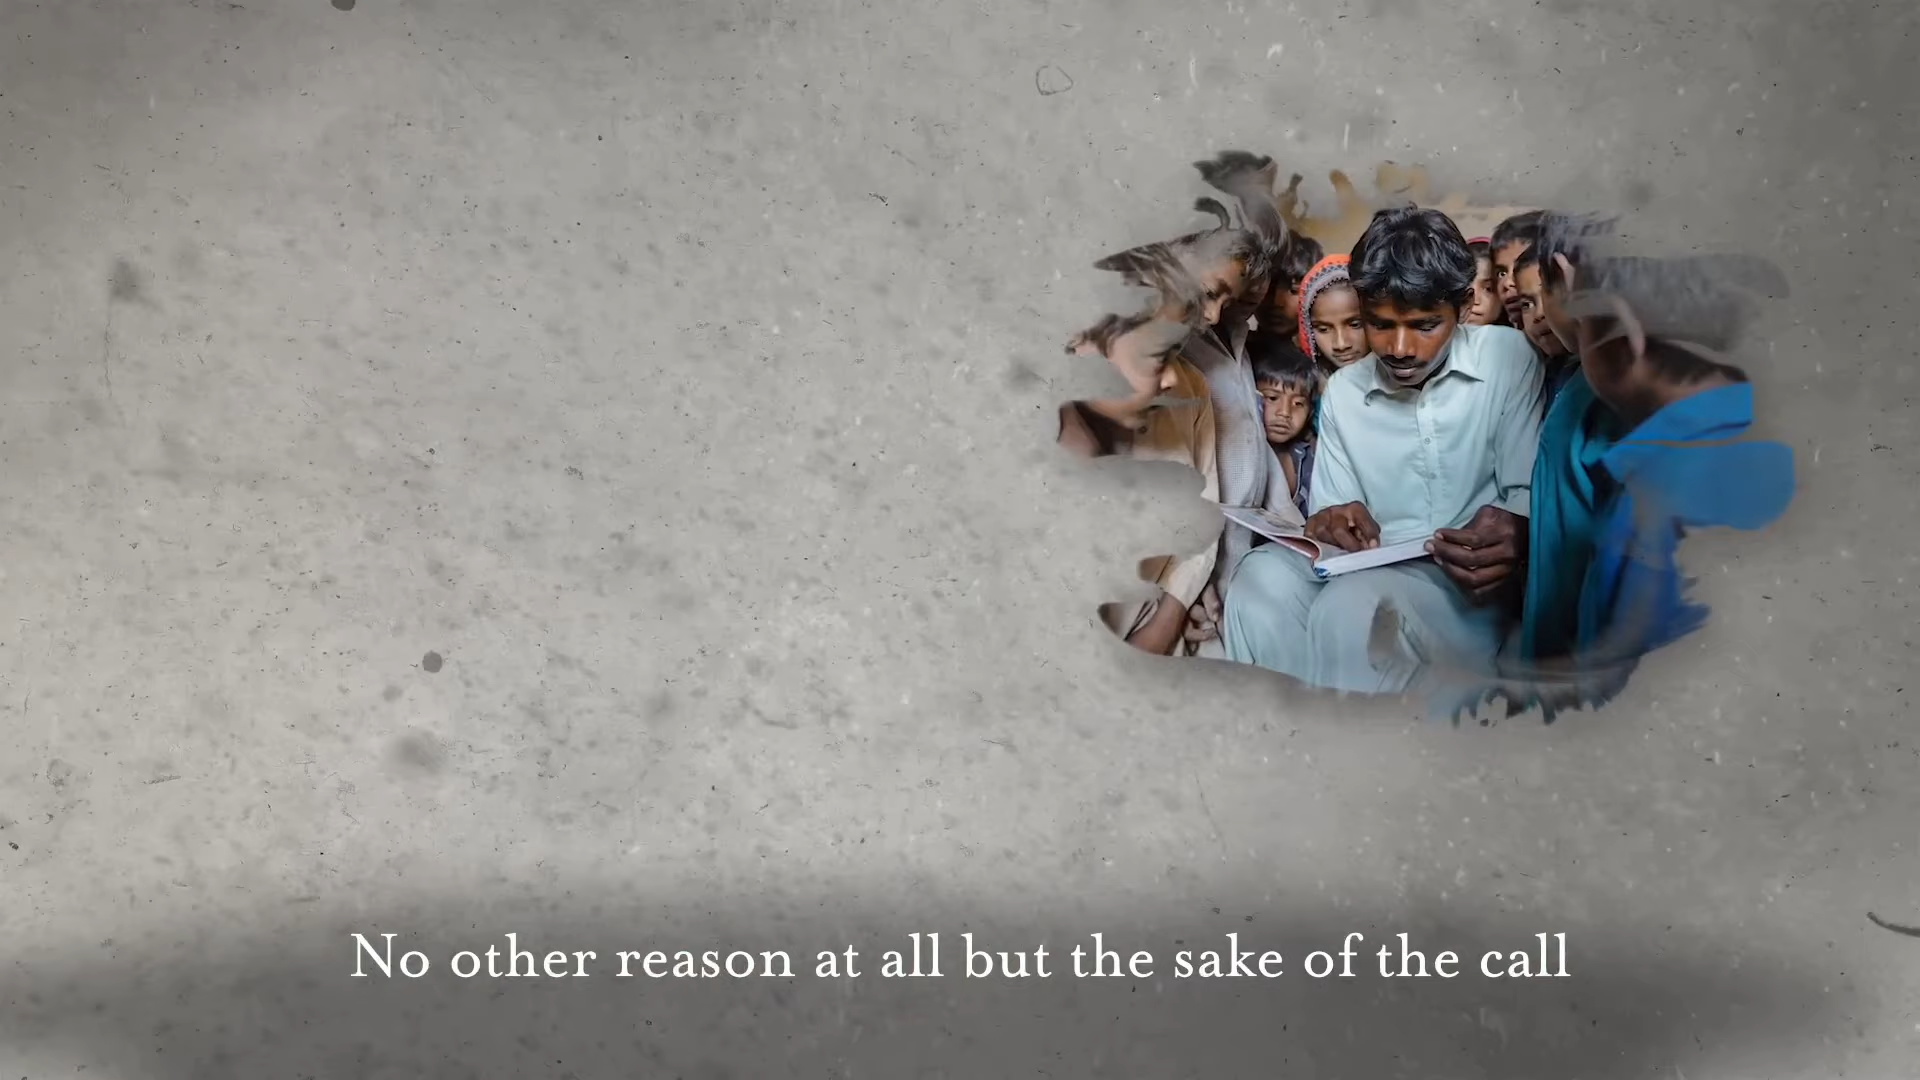 No other reason at all but the sake of the call